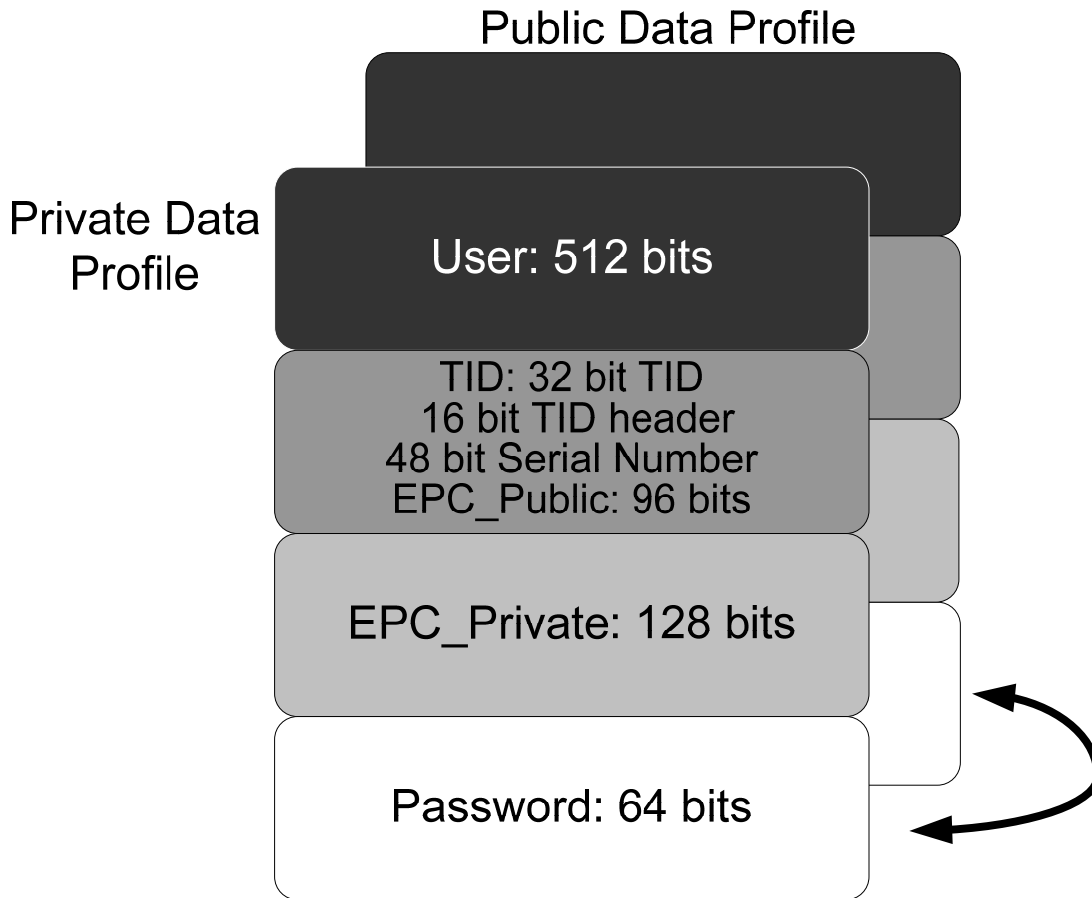 Public Data Profile
Private Data
Profile
User: 512 bits
TID: 32 bit TID
16 bit TID header
48 bit Serial Number
EPC_Public: 96 bits
EPC_Private: 128 bits
Password: 64 bits